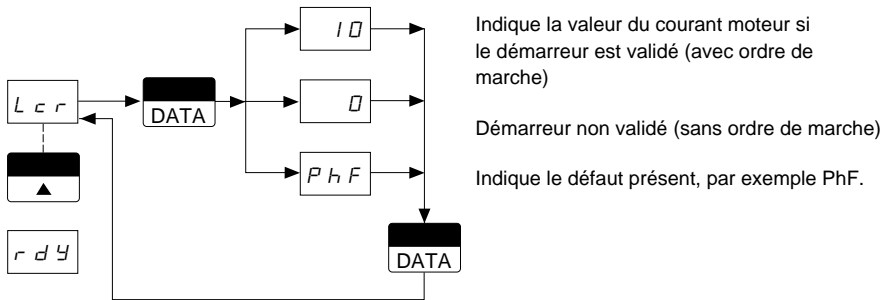 10
Indique la valeur du courant moteur si
le démarreur est validé (avec ordre de
marche)
Lcr
DATA
0
Démarreur non validé (sans ordre de marche)
PhF
Indique le défaut présent, par exemple PhF.
▲
rdY
DATA